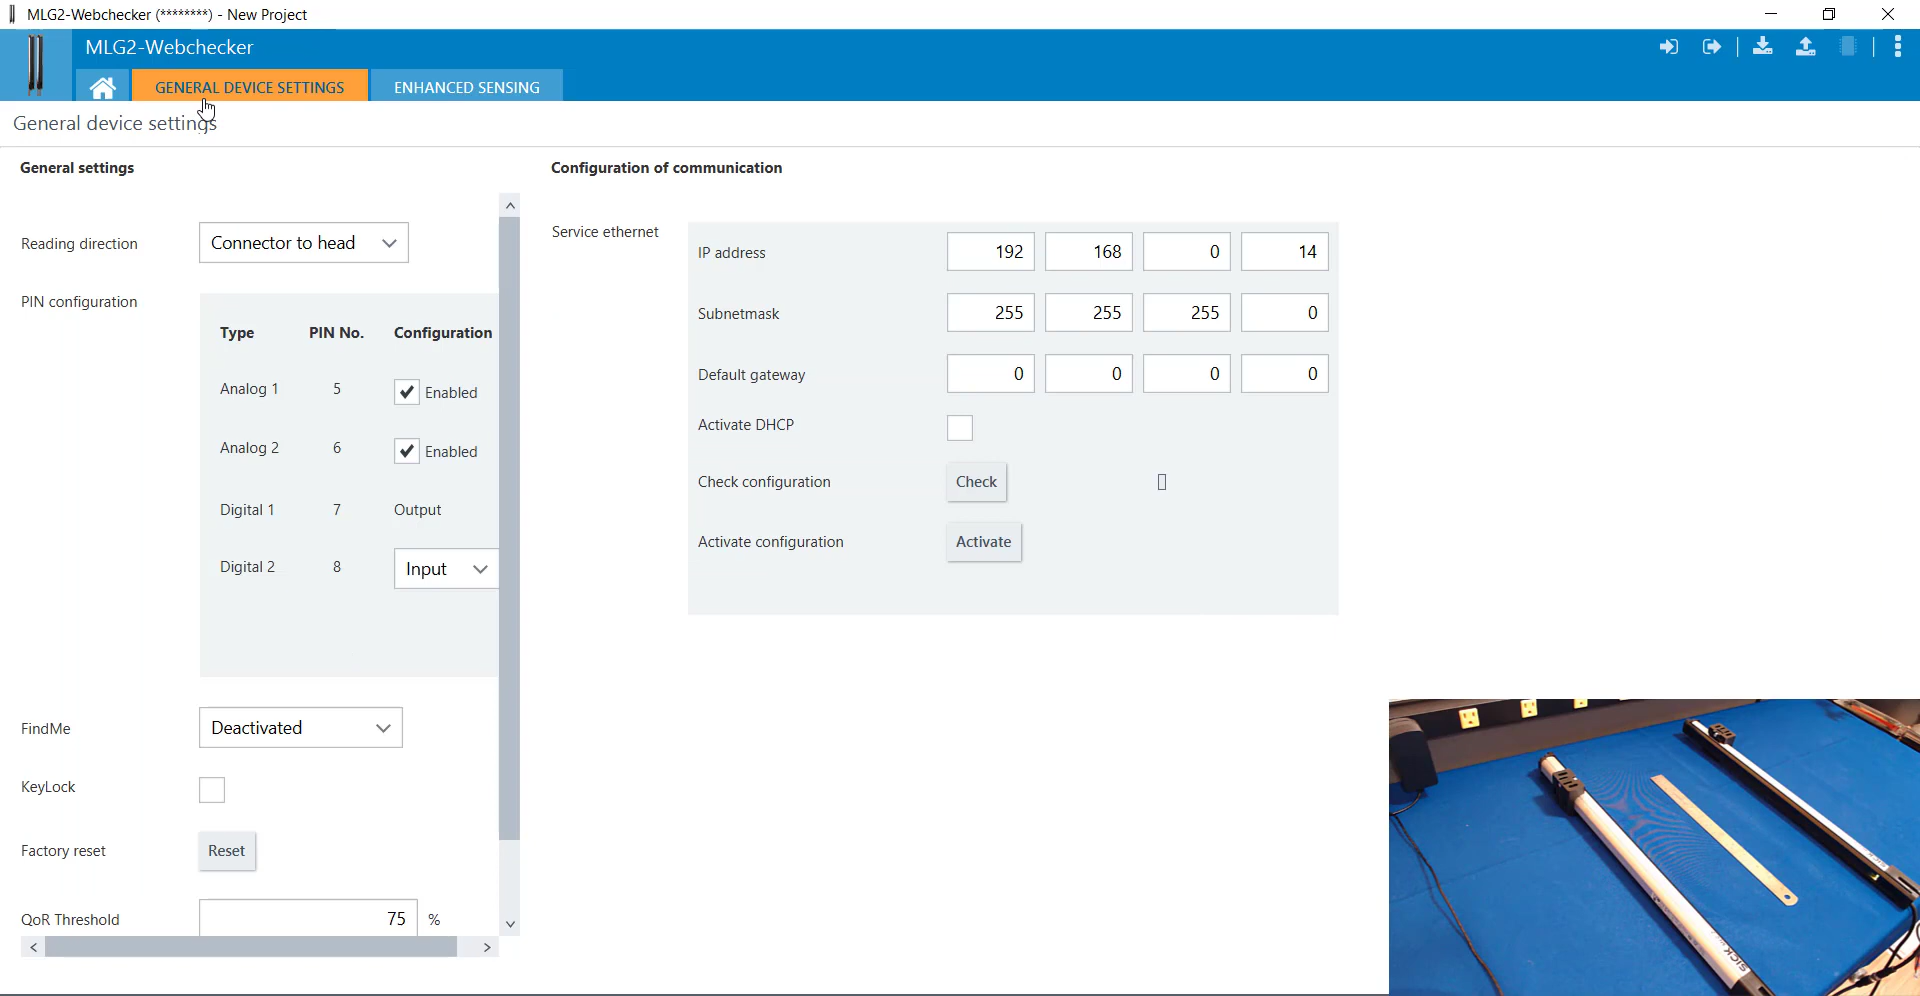 MLG2-Webchecker (********) - New Project
MLG2-Webchecker
GENERAL DEVICE SETTINGS
ENHANCED SENSING
General device settings
General settings
Reading direction
Connector to head
PIN configuration
Type PIN No. Configuration
Analog 1 5 Enabled
Analog 2 6 Enabled
Digital 1 7 Output
Digital 2 8 Input
FindMe
Deactivated
KeyLock
Factory reset
Reset
QoR Threshold
75 %
Configuration of communication
Service ethernet
IP address 192 168 0 14
Subnetmask 255 255 255 0
Default gateway 0 0 0 0
Activate DHCP
Check configuration
Check
Activate configuration
Activate
SICK